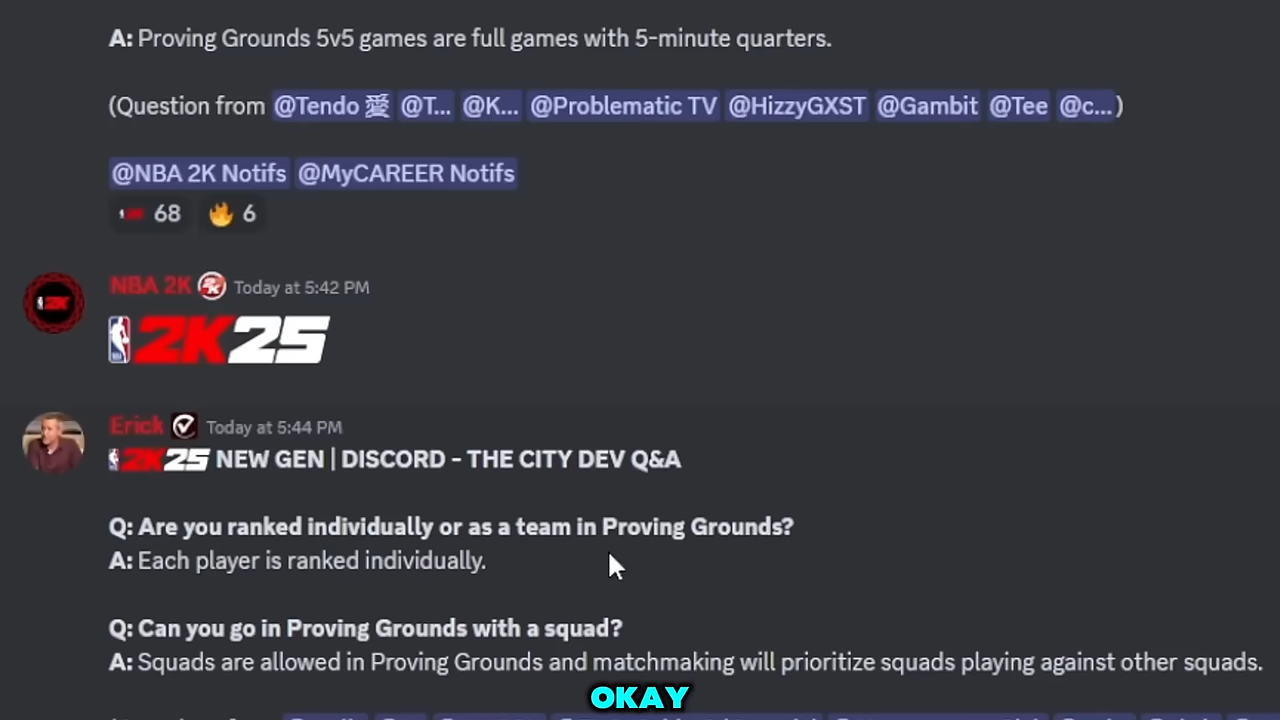 A: Proving Grounds 5v5 games are full games with 5-minute quarters.
(Question from @Tendo 愛 @T... @K... @Problematic TV @HizzyGXST @Gambit @Tee @c...)
@NBA 2K Notifs @MyCAREER Notifs
68 6
NBA 2K Today at 5:42 PM
2K25
Erick Today at 5:44 PM
2K25 NEW GEN | DISCORD - THE CITY DEV Q&A
Q: Are you ranked individually or as a team in Proving Grounds?
A: Each player is ranked individually.
Q: Can you go in Proving Grounds with a squad?
A: Squads are allowed in Proving Grounds and matchmaking will prioritize squads playing against other squads.
OKAY